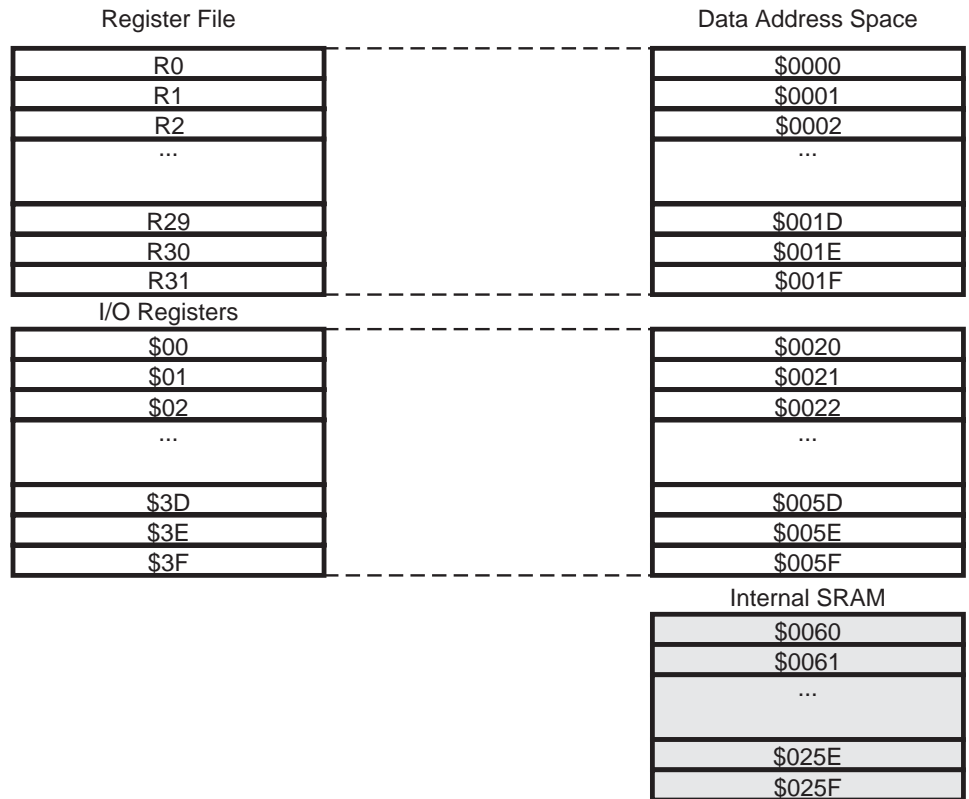 Register File
Data Address Space
R0
$0000
R1
$0001
R2
$0002
...
...
R29
$001D
R30
$001E
R31
$001F
I/O Registers
$00
$0020
$01
$0021
$02
$0022
...
...
$3D
$005D
$3E
$005E
$3F
$005F
Internal SRAM
$0060
$0061
...
$025E
$025F